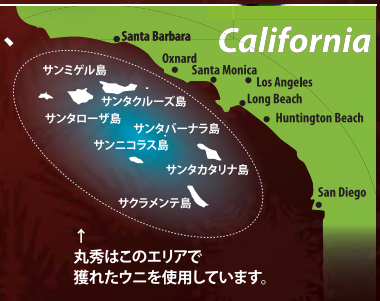 California
Santa Barbara
Oxnard
Santa Monica
Los Angeles
Long Beach
Huntington Beach
San Diego
サンミゲル島
サンタクルーズ島
サンタローザ島
サンタバーナラ島
サンニコラス島
サンタカタリナ島
サクラメンテ島
↑
丸秀はこのエリアで
獲れたウニを使用しています。